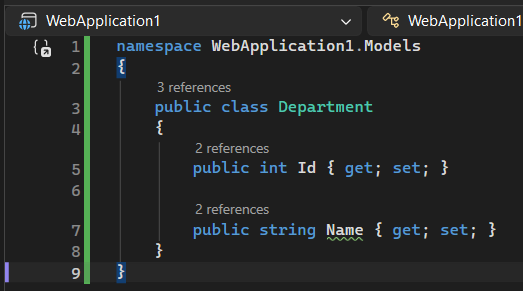 WebApplication1 WebApplication1
1 namespace WebApplication1.Models
2 {
3 references
3 public class Department
4 {
2 references
5 public int Id { get; set; }
6
2 references
7 public string Name { get; set; }
8 }
9 }